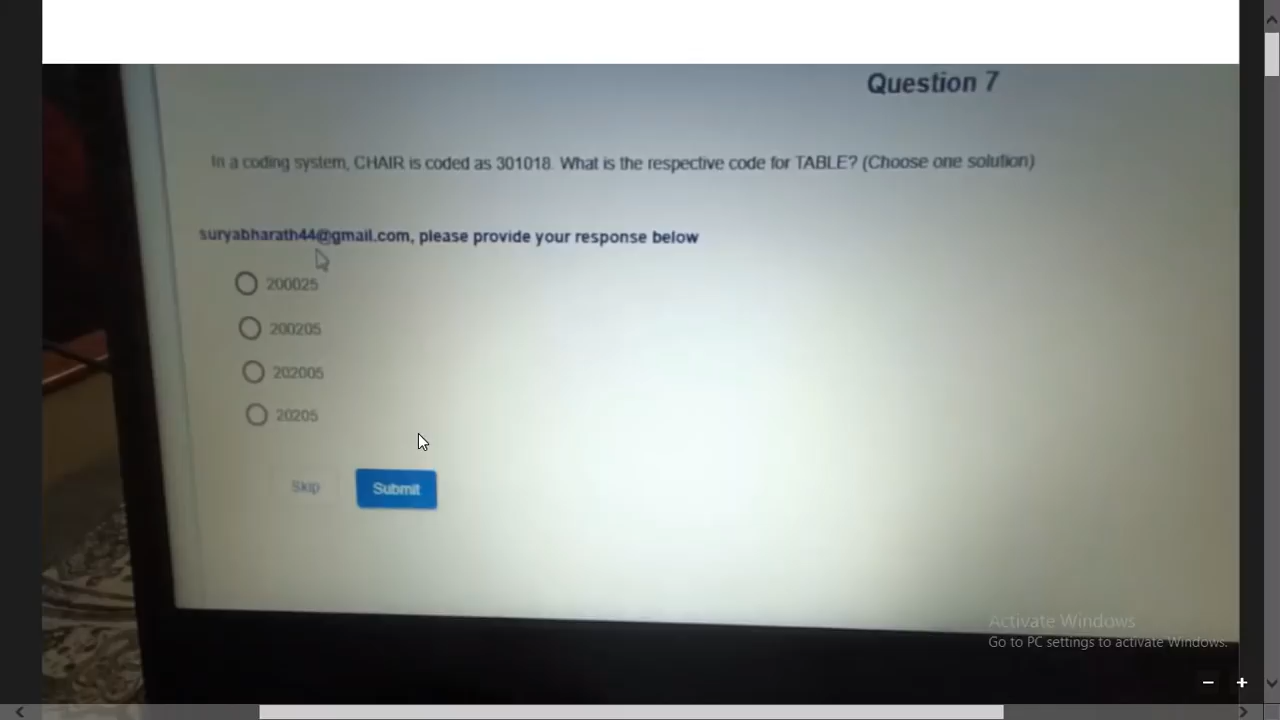 Question 7
In a coding system, CHAIR is coded as 301018. What is the respective code for TABLE? (Choose one solution)
suryabharath44@gmail.com, please provide your response below
200025
200205
202005
20205
Skip
Submit
Activate Windows
Go to PC settings to activate Windows.